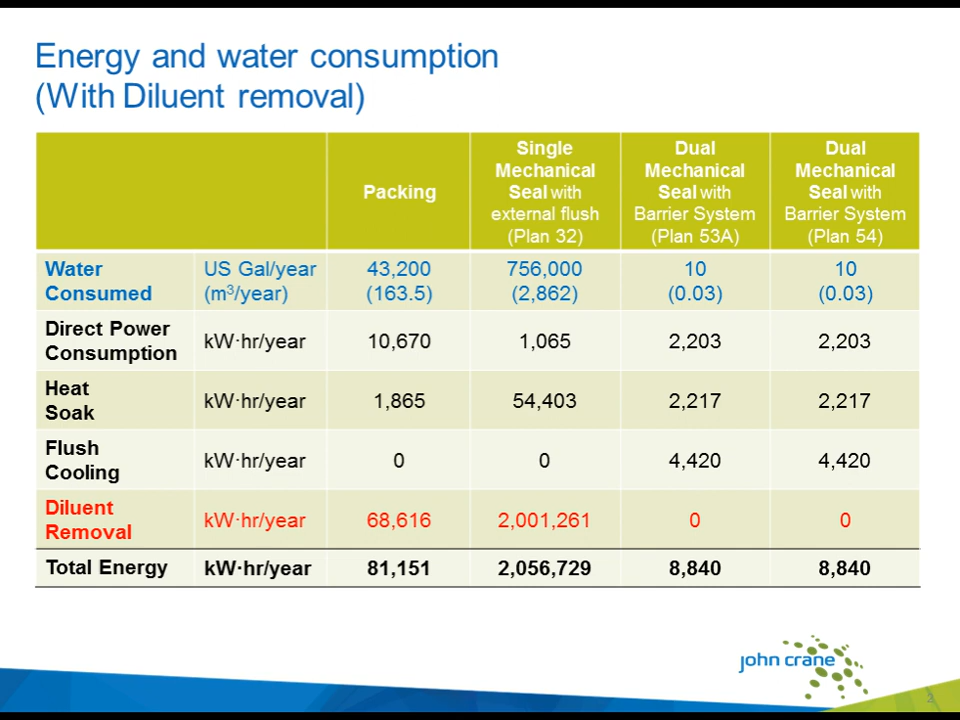 Energy and water consumption
(With Diluent removal)
Packing
Single
Mechanical
Seal with
external flush
(Plan 32)
Dual
Mechanical
Seal with
Barrier System
(Plan 53A)
Dual
Mechanical
Seal with
Barrier System
(Plan 54)
Water
Consumed
US Gal/year
(m³/year)
43,200
(163.5)
756,000
(2,862)
10
(0.03)
10
(0.03)
Direct Power
Consumption
kW·hr/year
10,670
1,065
2,203
2,203
Heat
Soak
kW·hr/year
1,865
54,403
2,217
2,217
Flush
Cooling
kW·hr/year
0
0
4,420
4,420
Diluent
Removal
kW·hr/year
68,616
2,001,261
0
0
Total Energy
kW·hr/year
81,151
2,056,729
8,840
8,840
john crane
2